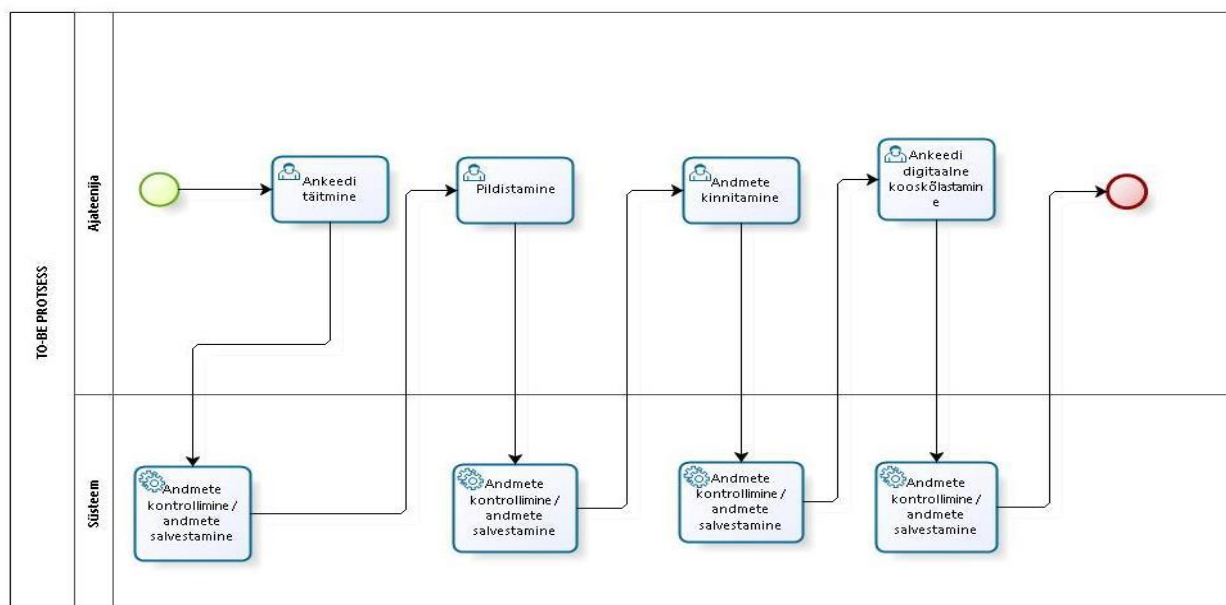 TO-BE PROTSESS
Ajateenija
Ankeedi
täitmine
Pildistamine
Andmete
kinnitamine
Ankeedi
digitaalne
kooskõlastamin
e
Süsteem
Andmete
kontrollimine /
andmete
salvestamine
Andmete
kontrollimine /
andmete
salvestamine
Andmete
kontrollimine /
andmete
salvestamine
Andmete
kontrollimine /
andmete
salvestamine